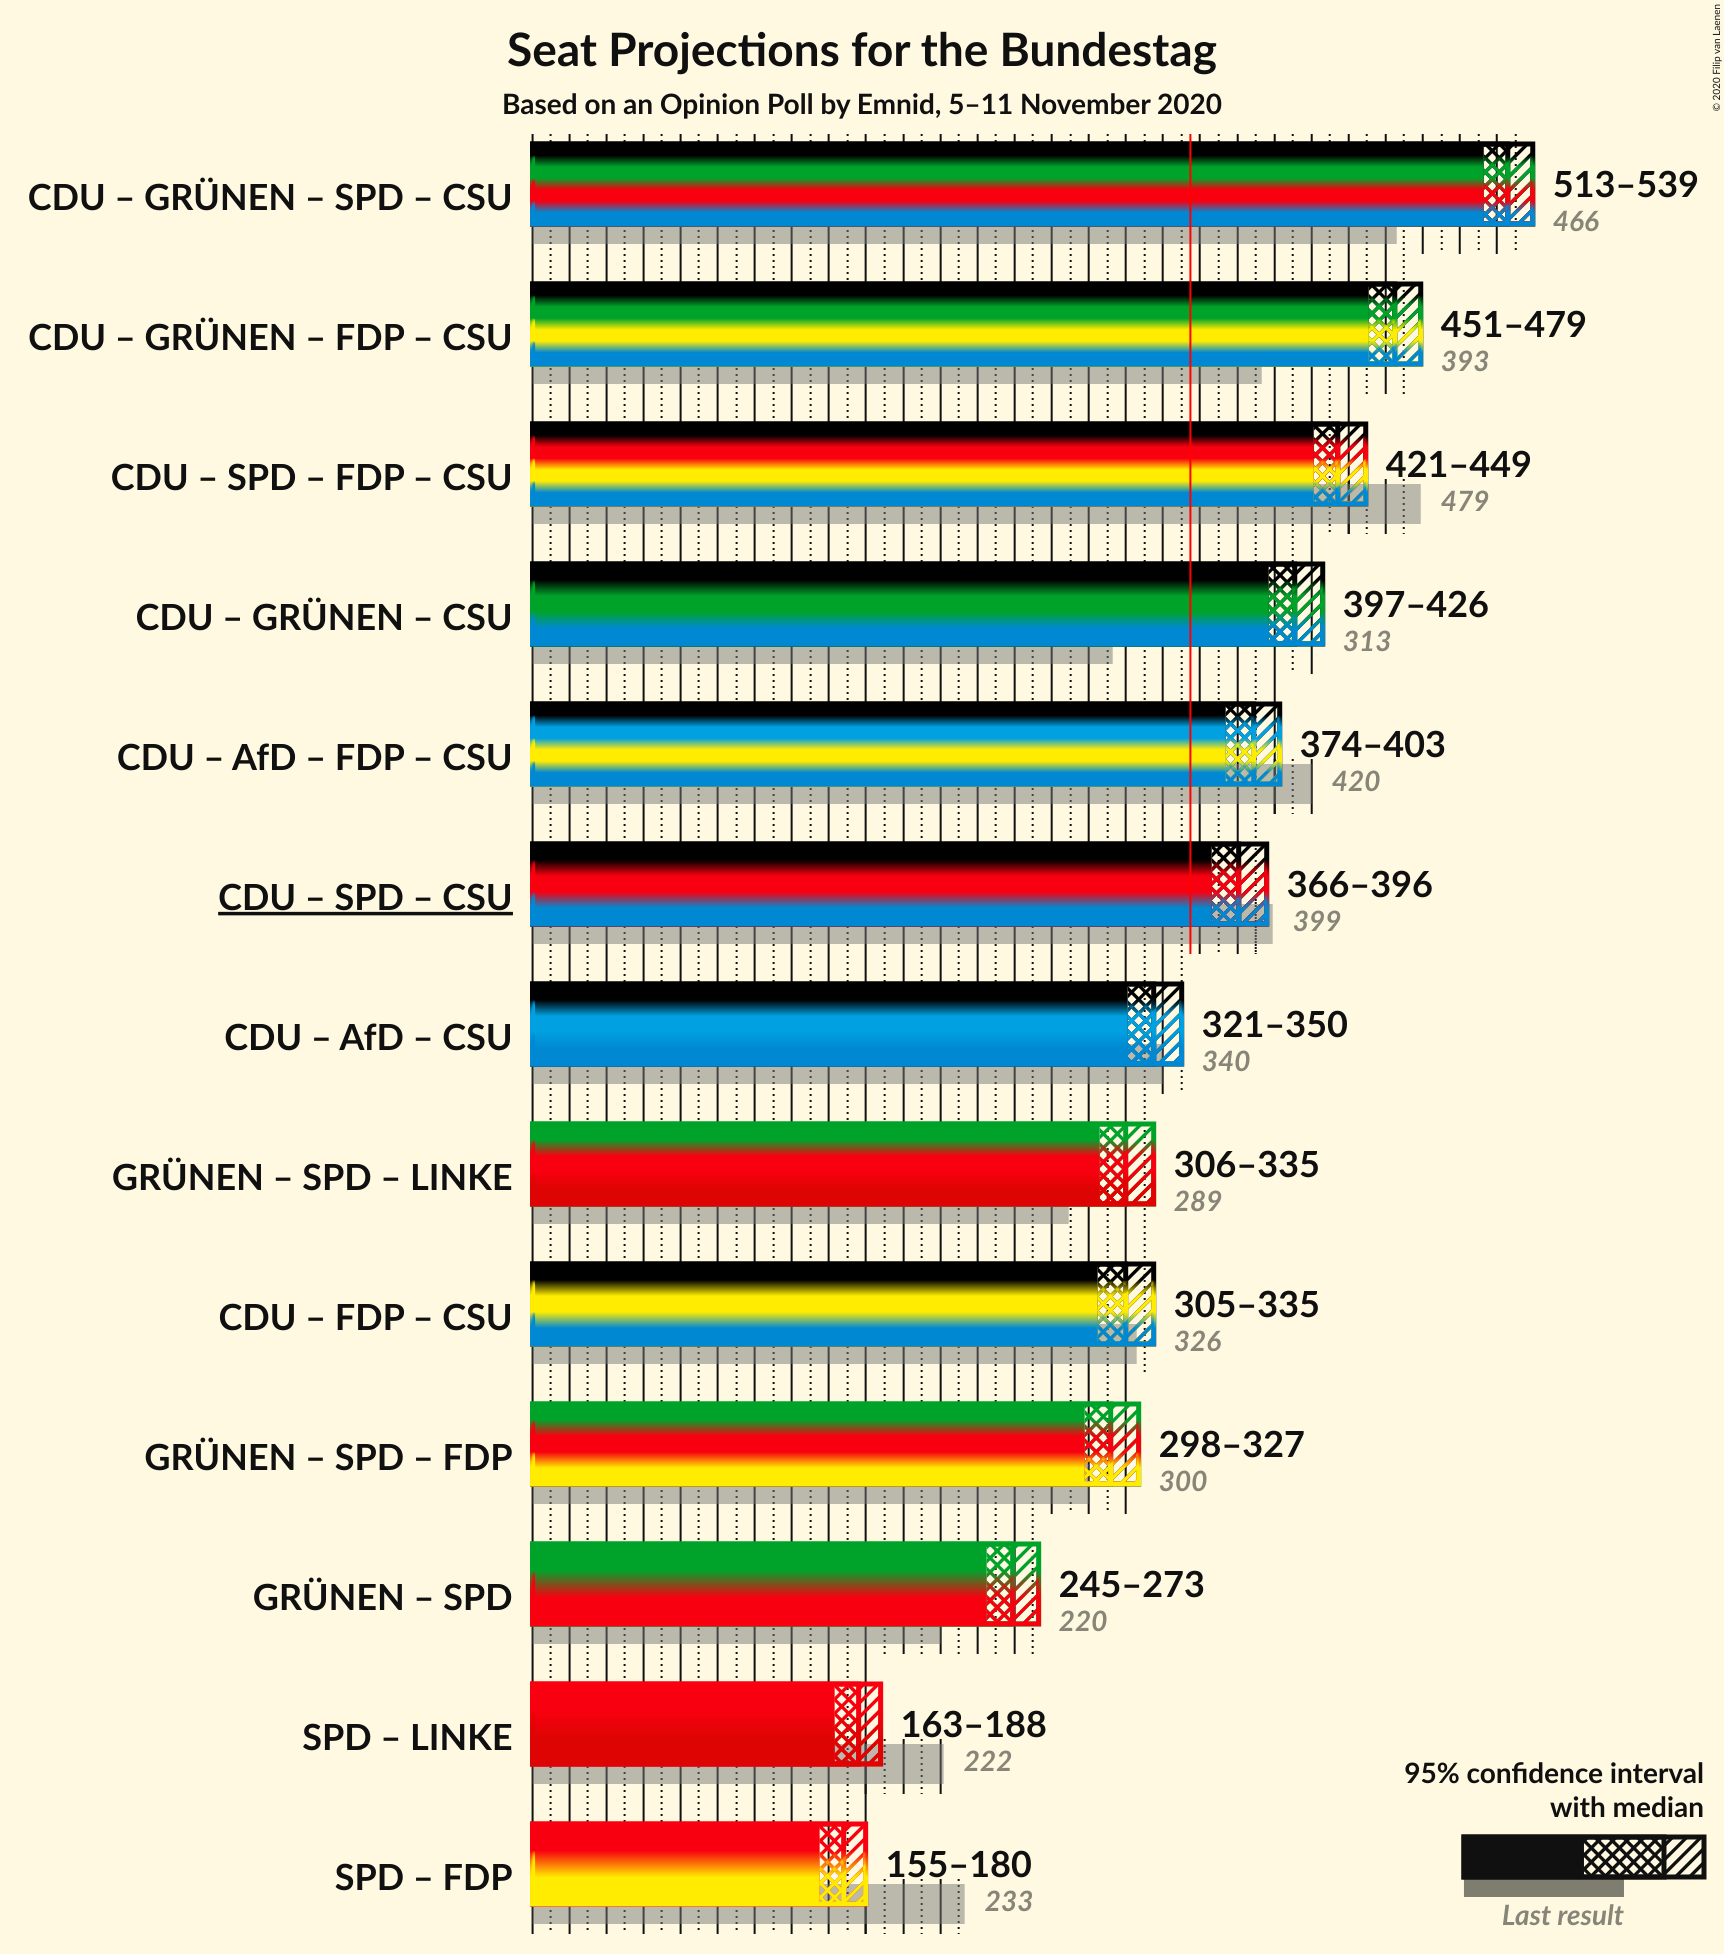 Seat Projections for the Bundestag
Based on an Opinion Poll by Emnid, 5–11 November 2020
© 2020 Filip van Laenen
CDU – GRÜNEN – SPD – CSU
513–539
466
CDU – GRÜNEN – FDP – CSU
451–479
393
CDU – SPD – FDP – CSU
421–449
479
CDU – GRÜNEN – CSU
397–426
313
CDU – AfD – FDP – CSU
374–403
420
CDU – SPD – CSU
366–396
399
CDU – AfD – CSU
321–350
340
GRÜNEN – SPD – LINKE
306–335
289
CDU – FDP – CSU
305–335
326
GRÜNEN – SPD – FDP
298–327
300
GRÜNEN – SPD
245–273
220
SPD – LINKE
163–188
222
SPD – FDP
155–180
233
95% confidence interval
with median
Last result